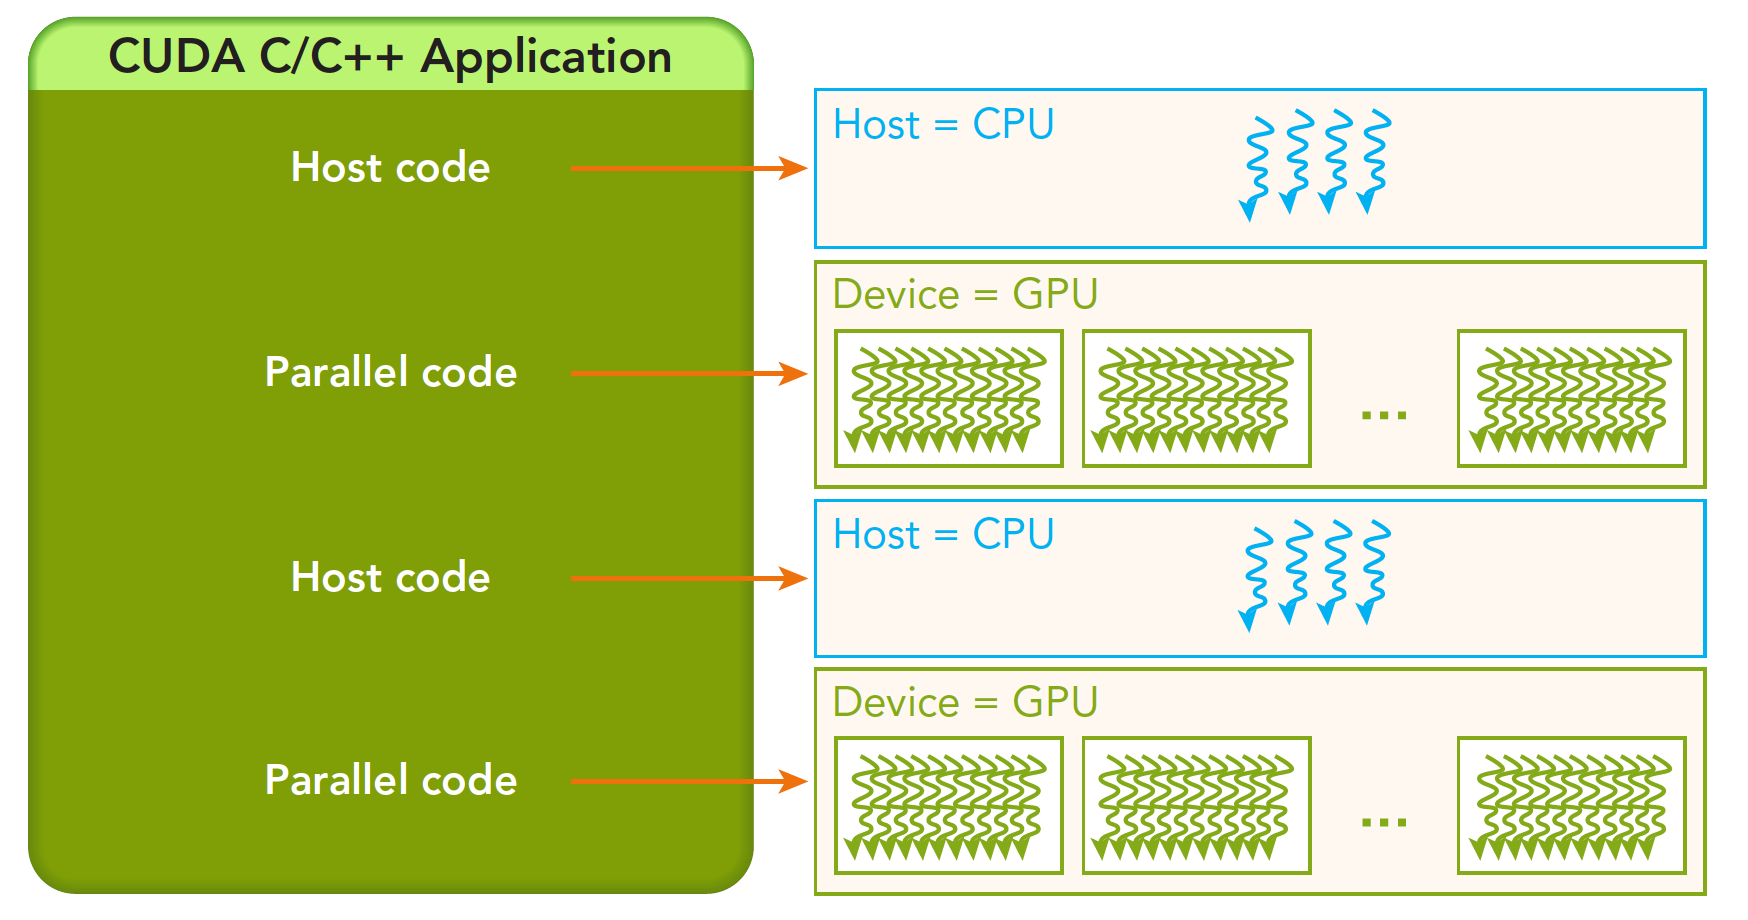 CUDA C/C++ Application
Host code
Host = CPU
Parallel code
Device = GPU
...
Host code
Host = CPU
Parallel code
Device = GPU
...